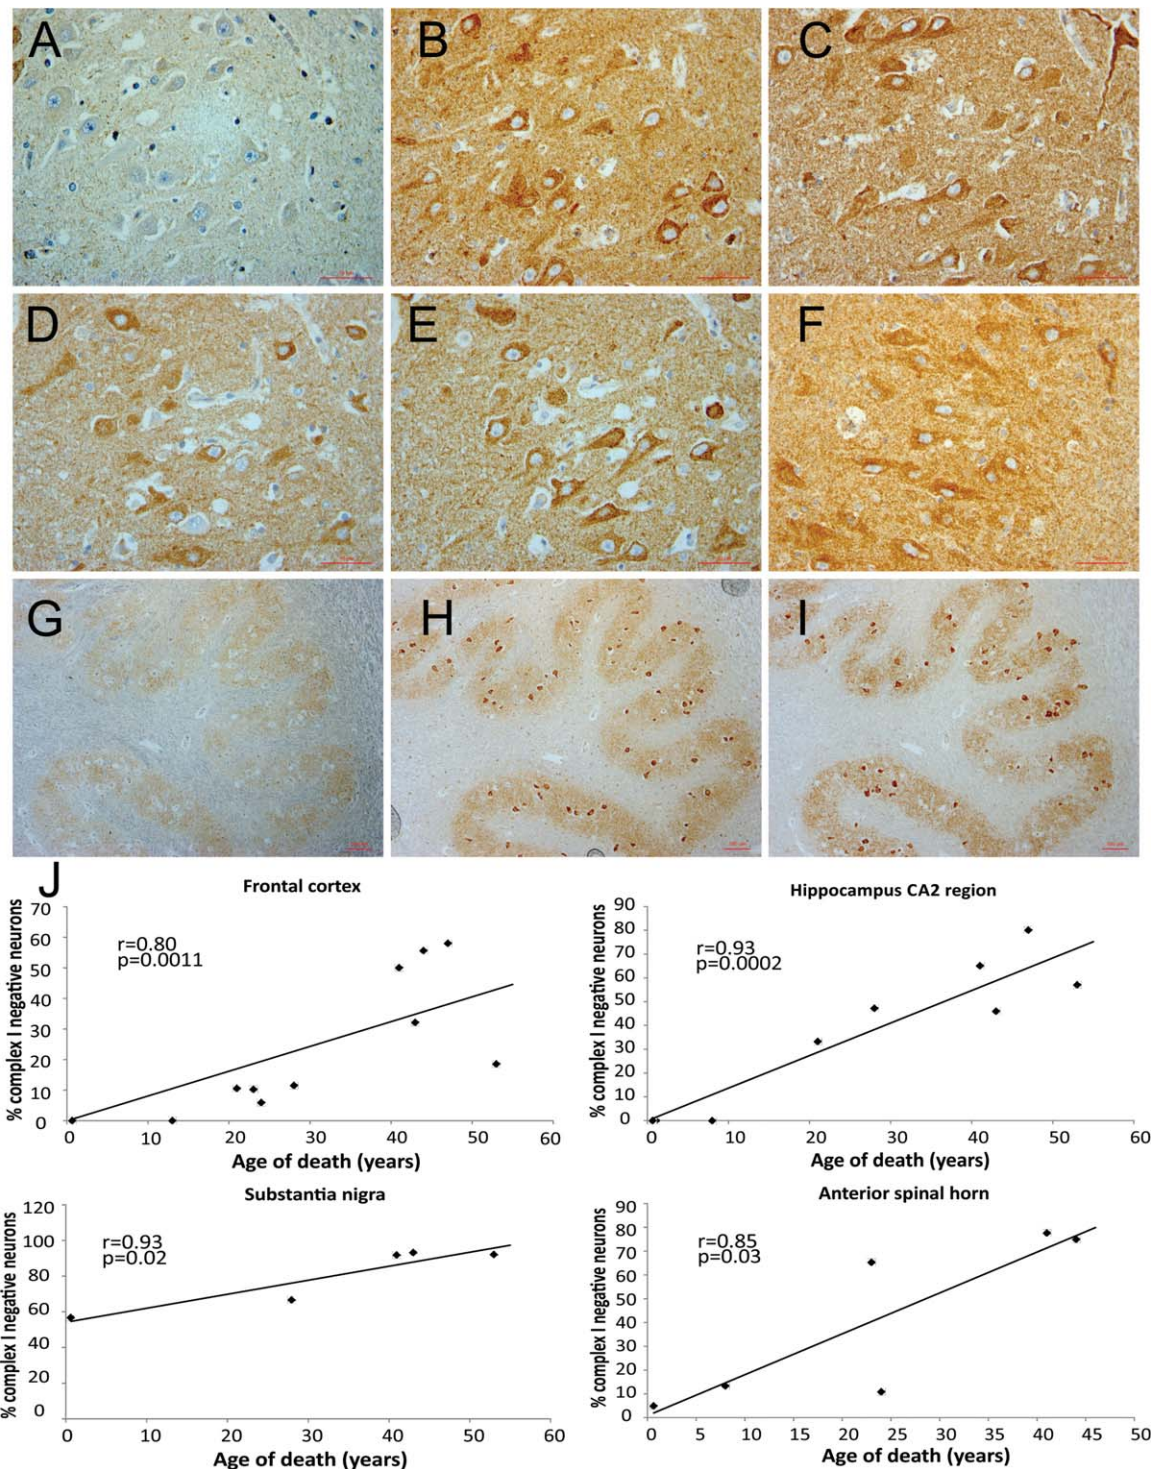 A
B
C
D
E
F
G
H
I
J
Frontal cortex
% complex I negative neurons
70
60
50
40
30
20
10
0
r=0.80
p=0.0011
0
10
20
30
40
50
60
Age of death (years)
Hippocampus CA2 region
% complex I negative neurons
90
80
70
60
50
40
30
20
10
0
r=0.93
p=0.0002
0
10
20
30
40
50
60
Age of death (years)
Substantia nigra
% complex I negative neurons
120
100
80
60
40
20
0
r=0.93
p=0.02
0
10
20
30
40
50
60
Age of death (years)
Anterior spinal horn
% complex I negative neurons
90
80
70
60
50
40
30
20
10
0
r=0.85
p=0.03
0
5
10
15
20
25
30
35
40
45
50
Age of death (years)